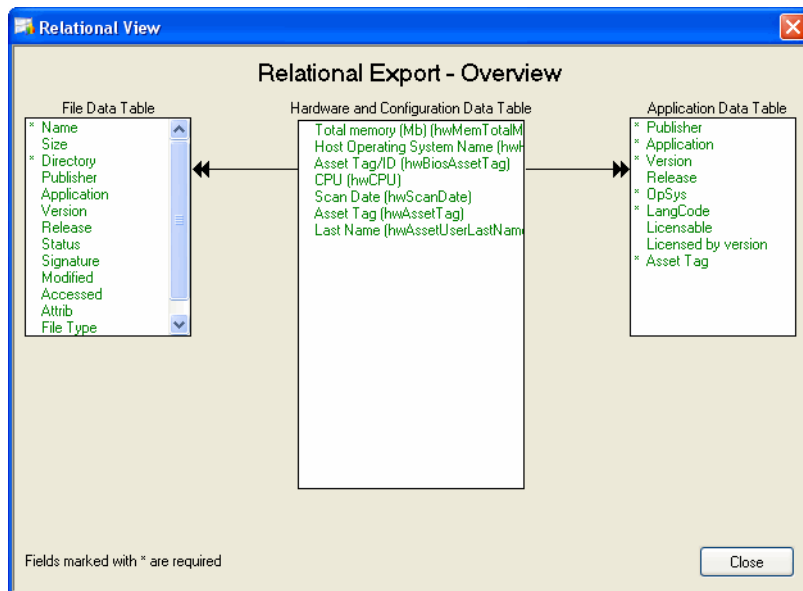 Relational View
Relational Export - Overview
File Data Table
* Name
Size
* Directory
Publisher
Application
Version
Release
Status
Signature
Modified
Accessed
Attrib
File Type
Hardware and Configuration Data Table
Total memory (Mb) (hwMemTotalM
Host Operating System Name (hwH
Asset Tag/ID (hwBiosAssetTag)
CPU (hwCPU)
Scan Date (hwScanDate)
Asset Tag (hwAssetTag)
Last Name (hwAssetUserLastName
Application Data Table
* Publisher
* Application
* Version
Release
* OpSys
* LangCode
Licensable
Licensed by version
* Asset Tag
Fields marked with * are required
Close